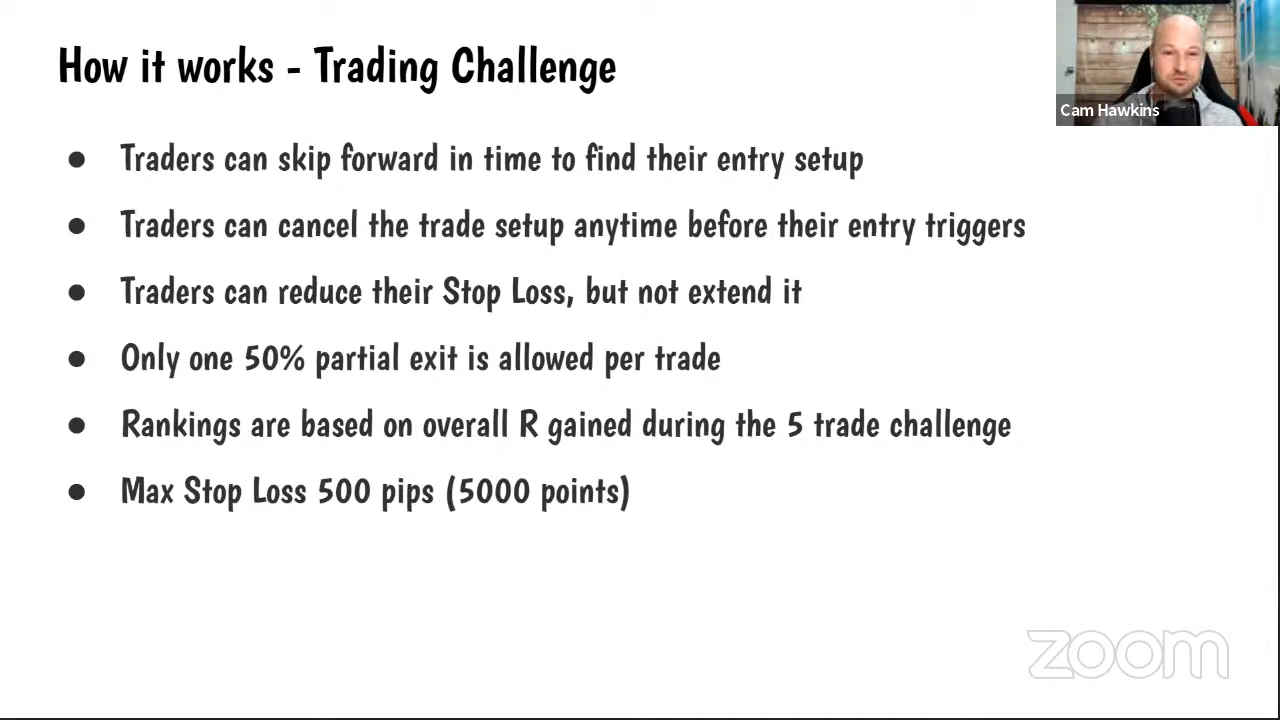 How it works - Trading Challenge
Cam Hawkins
● Traders can skip forward in time to find their entry setup
● Traders can cancel the trade setup anytime before their entry triggers
● Traders can reduce their Stop Loss, but not extend it
● Only one 50% partial exit is allowed per trade
● Rankings are based on overall R gained during the 5 trade challenge
● Max Stop Loss 500 pips (5000 points)
zoom